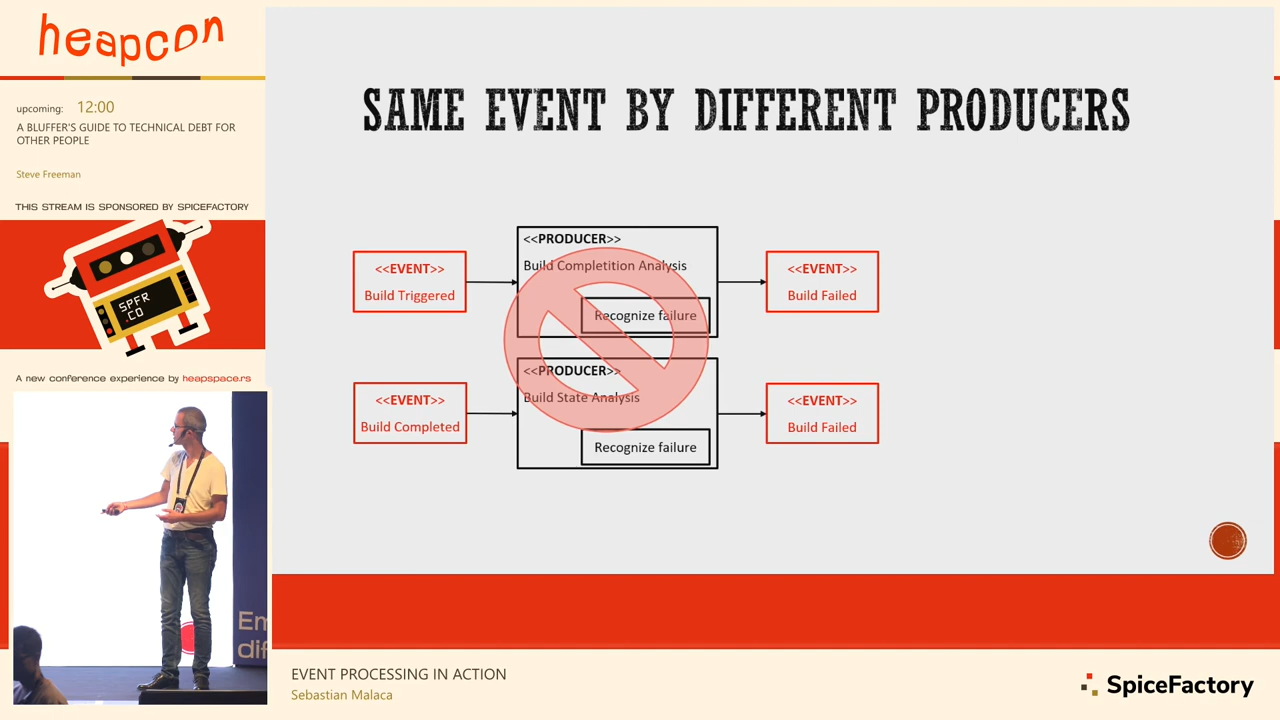 heapcon
upcoming: 12:00
A BLUFFER'S GUIDE TO TECHNICAL DEBT FOR
OTHER PEOPLE
Steve Freeman
THIS STREAM IS SPONSORED BY SPICEFACTORY
SPFR
.CO
A new conference experience by heapspace.rs
SAME EVENT BY DIFFERENT PRODUCERS
<<EVENT>>
Build Triggered
<<PRODUCER>>
Build Completition Analysis
Recognize failure
<<EVENT>>
Build Failed
<<EVENT>>
Build Completed
<<PRODUCER>>
Build State Analysis
Recognize failure
<<EVENT>>
Build Failed
Em
dif
EVENT PROCESSING IN ACTION
Sebastian Malaca
SpiceFactory